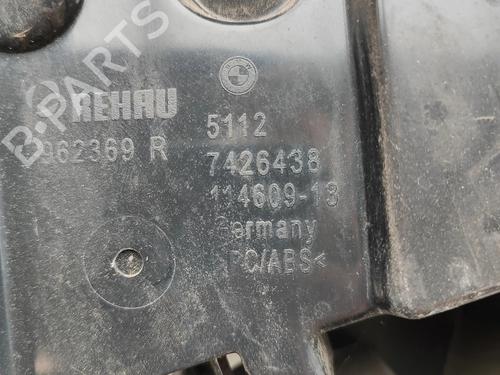 REHAU
5112
962369 R
7426438
114609-13
Germany
PC/ABS<
B-PARTS